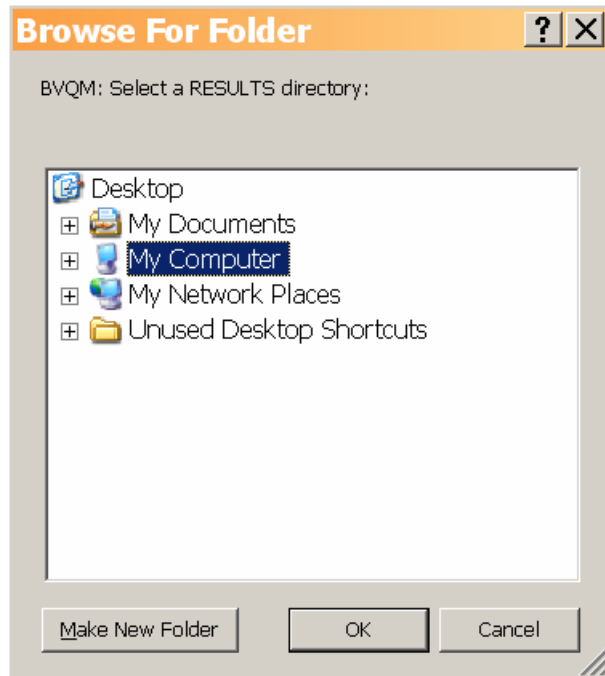 Browse For Folder
BVQM: Select a RESULTS directory:
Desktop
My Documents
My Computer
My Network Places
Unused Desktop Shortcuts
Make New Folder OK Cancel